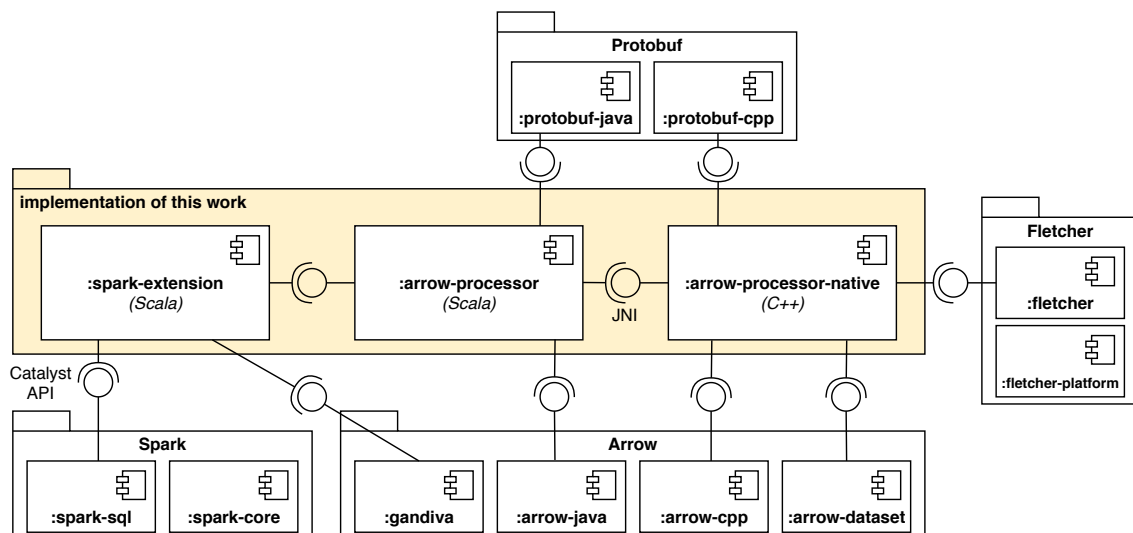 Protobuf
:protobuf-java
:protobuf-cpp
implementation of this work
:spark-extension
(Scala)
:arrow-processor
(Scala)
JNI
:arrow-processor-native
(C++)
Fletcher
:fletcher
:fletcher-platform
Catalyst
API
Spark
:spark-sql
:spark-core
Arrow
:gandiva
:arrow-java
:arrow-cpp
:arrow-dataset